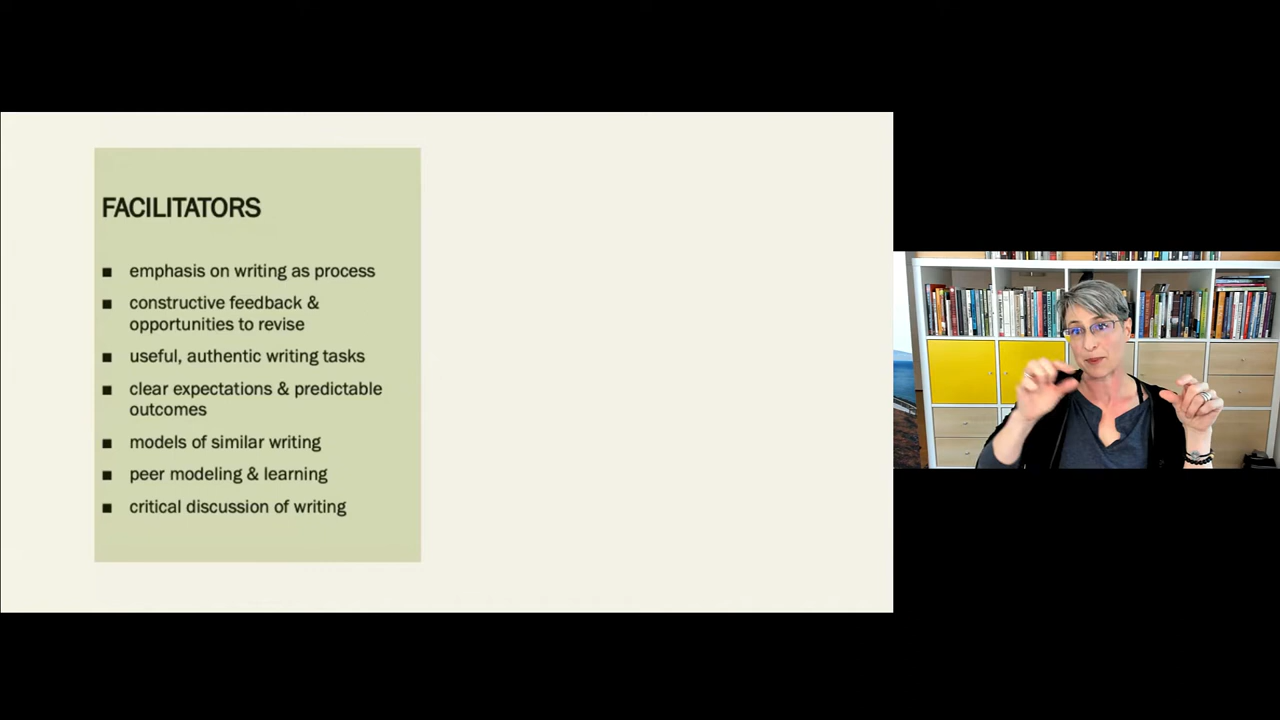 FACILITATORS
■ emphasis on writing as process
■ constructive feedback &
opportunities to revise
■ useful, authentic writing tasks
■ clear expectations & predictable
outcomes
■ models of similar writing
■ peer modeling & learning
■ critical discussion of writing